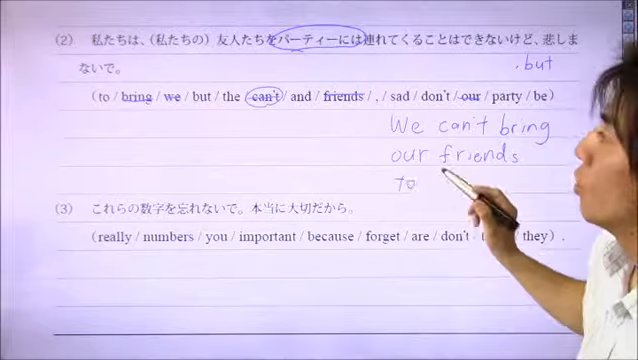 (2) 私たちは、(私たちの) 友人たちをパーティーには連れてくることはできないけど、悲しま
ないで。
, but
(to / bring / we / but / the / can't / and / friends / , / sad / don't / our / party / be)
We can't bring
our friends
to
(3) これらの数字を忘れないで。本当に大切だから。
(really / numbers / you / important / because / forget / are / don't / they) .